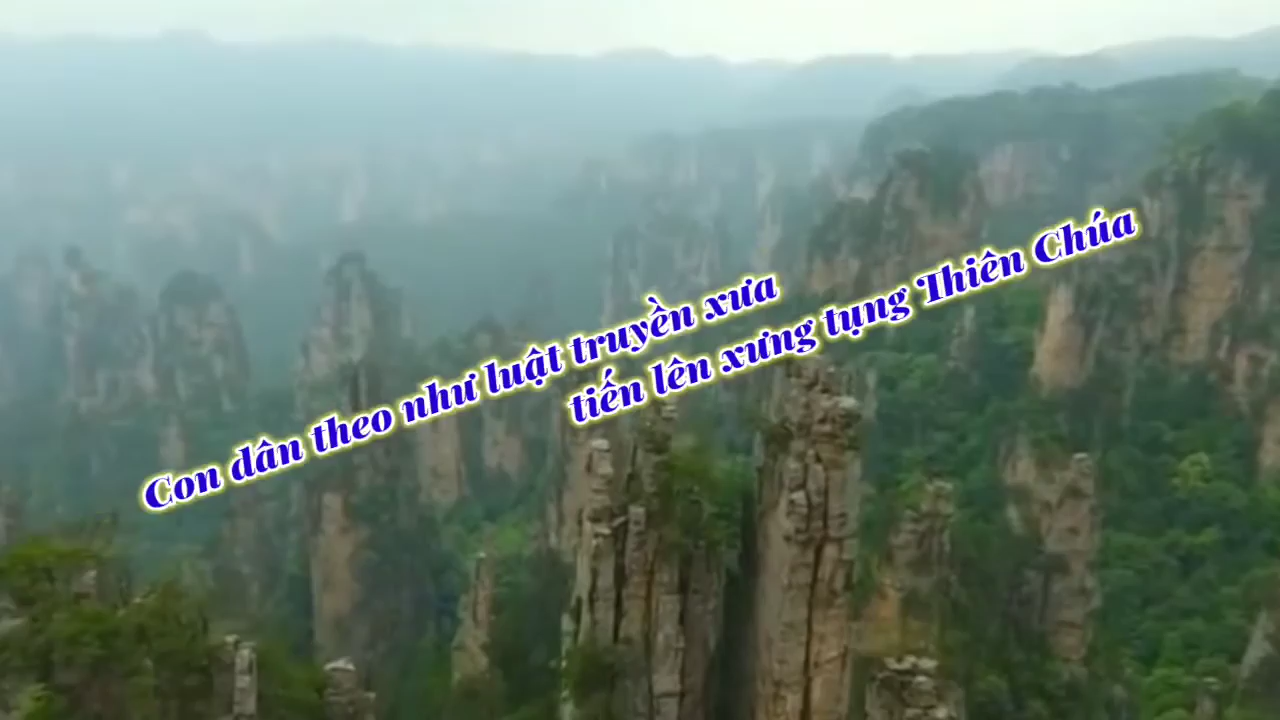 Con dân theo như luật truyền xưa
tiến lên xưng tụng Thiên Chúa